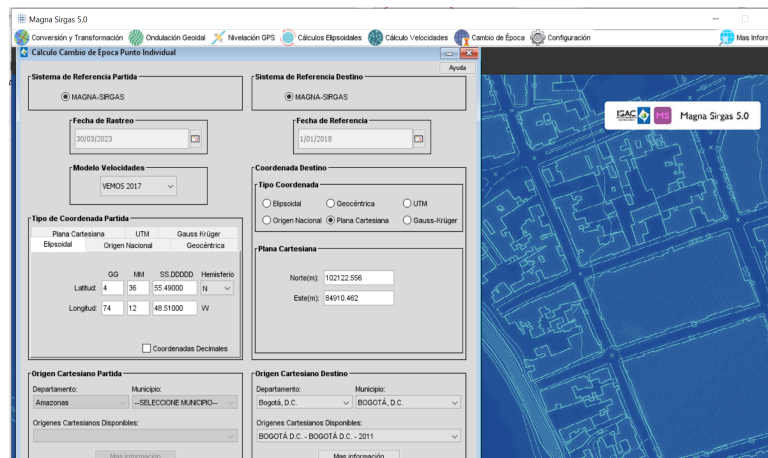 Magna Sirgas 5.0
Conversión y Transformación Ondulación Geoidal Nivelación GPS Cálculos Elipsoidales Cálculo Velocidades Cambio de Época Configuración Mas Inform
Cálculo Cambio de Época Punto Individual
Ayuda
Sistema de Referencia Partida
MAGNA-SIRGAS
Fecha de Rastreo
30/03/2023
Modelo Velocidades
VEMOS 2017
Tipo de Coordenada Partida
Plana Cartesiana UTM Gauss Krüger
Elipsoidal Origen Nacional Geocéntrica
GG MM SS.DDDDD Hemisferio
Latitud: 4 36 55.49000 N
Longitud: 74 12 48.51000 W
Coordenadas Decimales
Origen Cartesiano Partida
Departamento: Municipio:
Amazonas --SELECCIONE MUNICIPIO--
Origenes Cartesianos Disponibles:
Mas información
Sistema de Referencia Destino
MAGNA-SIRGAS
Fecha de Referencia
1/01/2018
Coordenada Destino
Tipo Coordenada
Elipsoidal Geocéntrica UTM
Origen Nacional Plana Cartesiana Gauss-Krüger
Plana Cartesiana
Norte(m): 102122.556
Este(m): 84910.462
Origen Cartesiano Destino
Departamento: Municipio:
Bogotá, D.C. BOGOTÁ, D.C.
Origenes Cartesianos Disponibles:
BOGOTÁ D.C. - BOGOTÁ D.C. - 2011
Mas información
IGAC MS Magna Sirgas 5.0